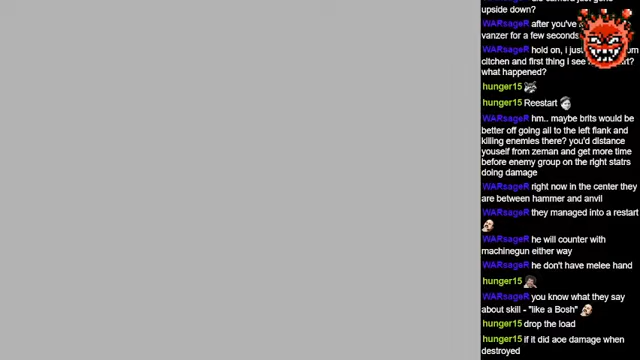 upside down?
WARsageR after you've
vanzer for a few seconds
WARsageR hold on, i just
citchen and first thing i see
what happened?
hunger15
hunger15 Reestart
WARsageR hm.. maybe brits would be
better off going all to the left flank and
killing enemies there? you'd distance
youself from zeman and get more time
before enemy group on the right statrs
doing damage
WARsageR right now in the center they
are between hammer and anvil
WARsageR they managed into a restart
WARsageR he will counter with
machinegun either way
WARsageR he don't have melee hand
hunger15
WARsageR you know what they say
about skill - "like a Bosh"
hunger15 drop the load
hunger15 if it did aoe damage when
destroyed